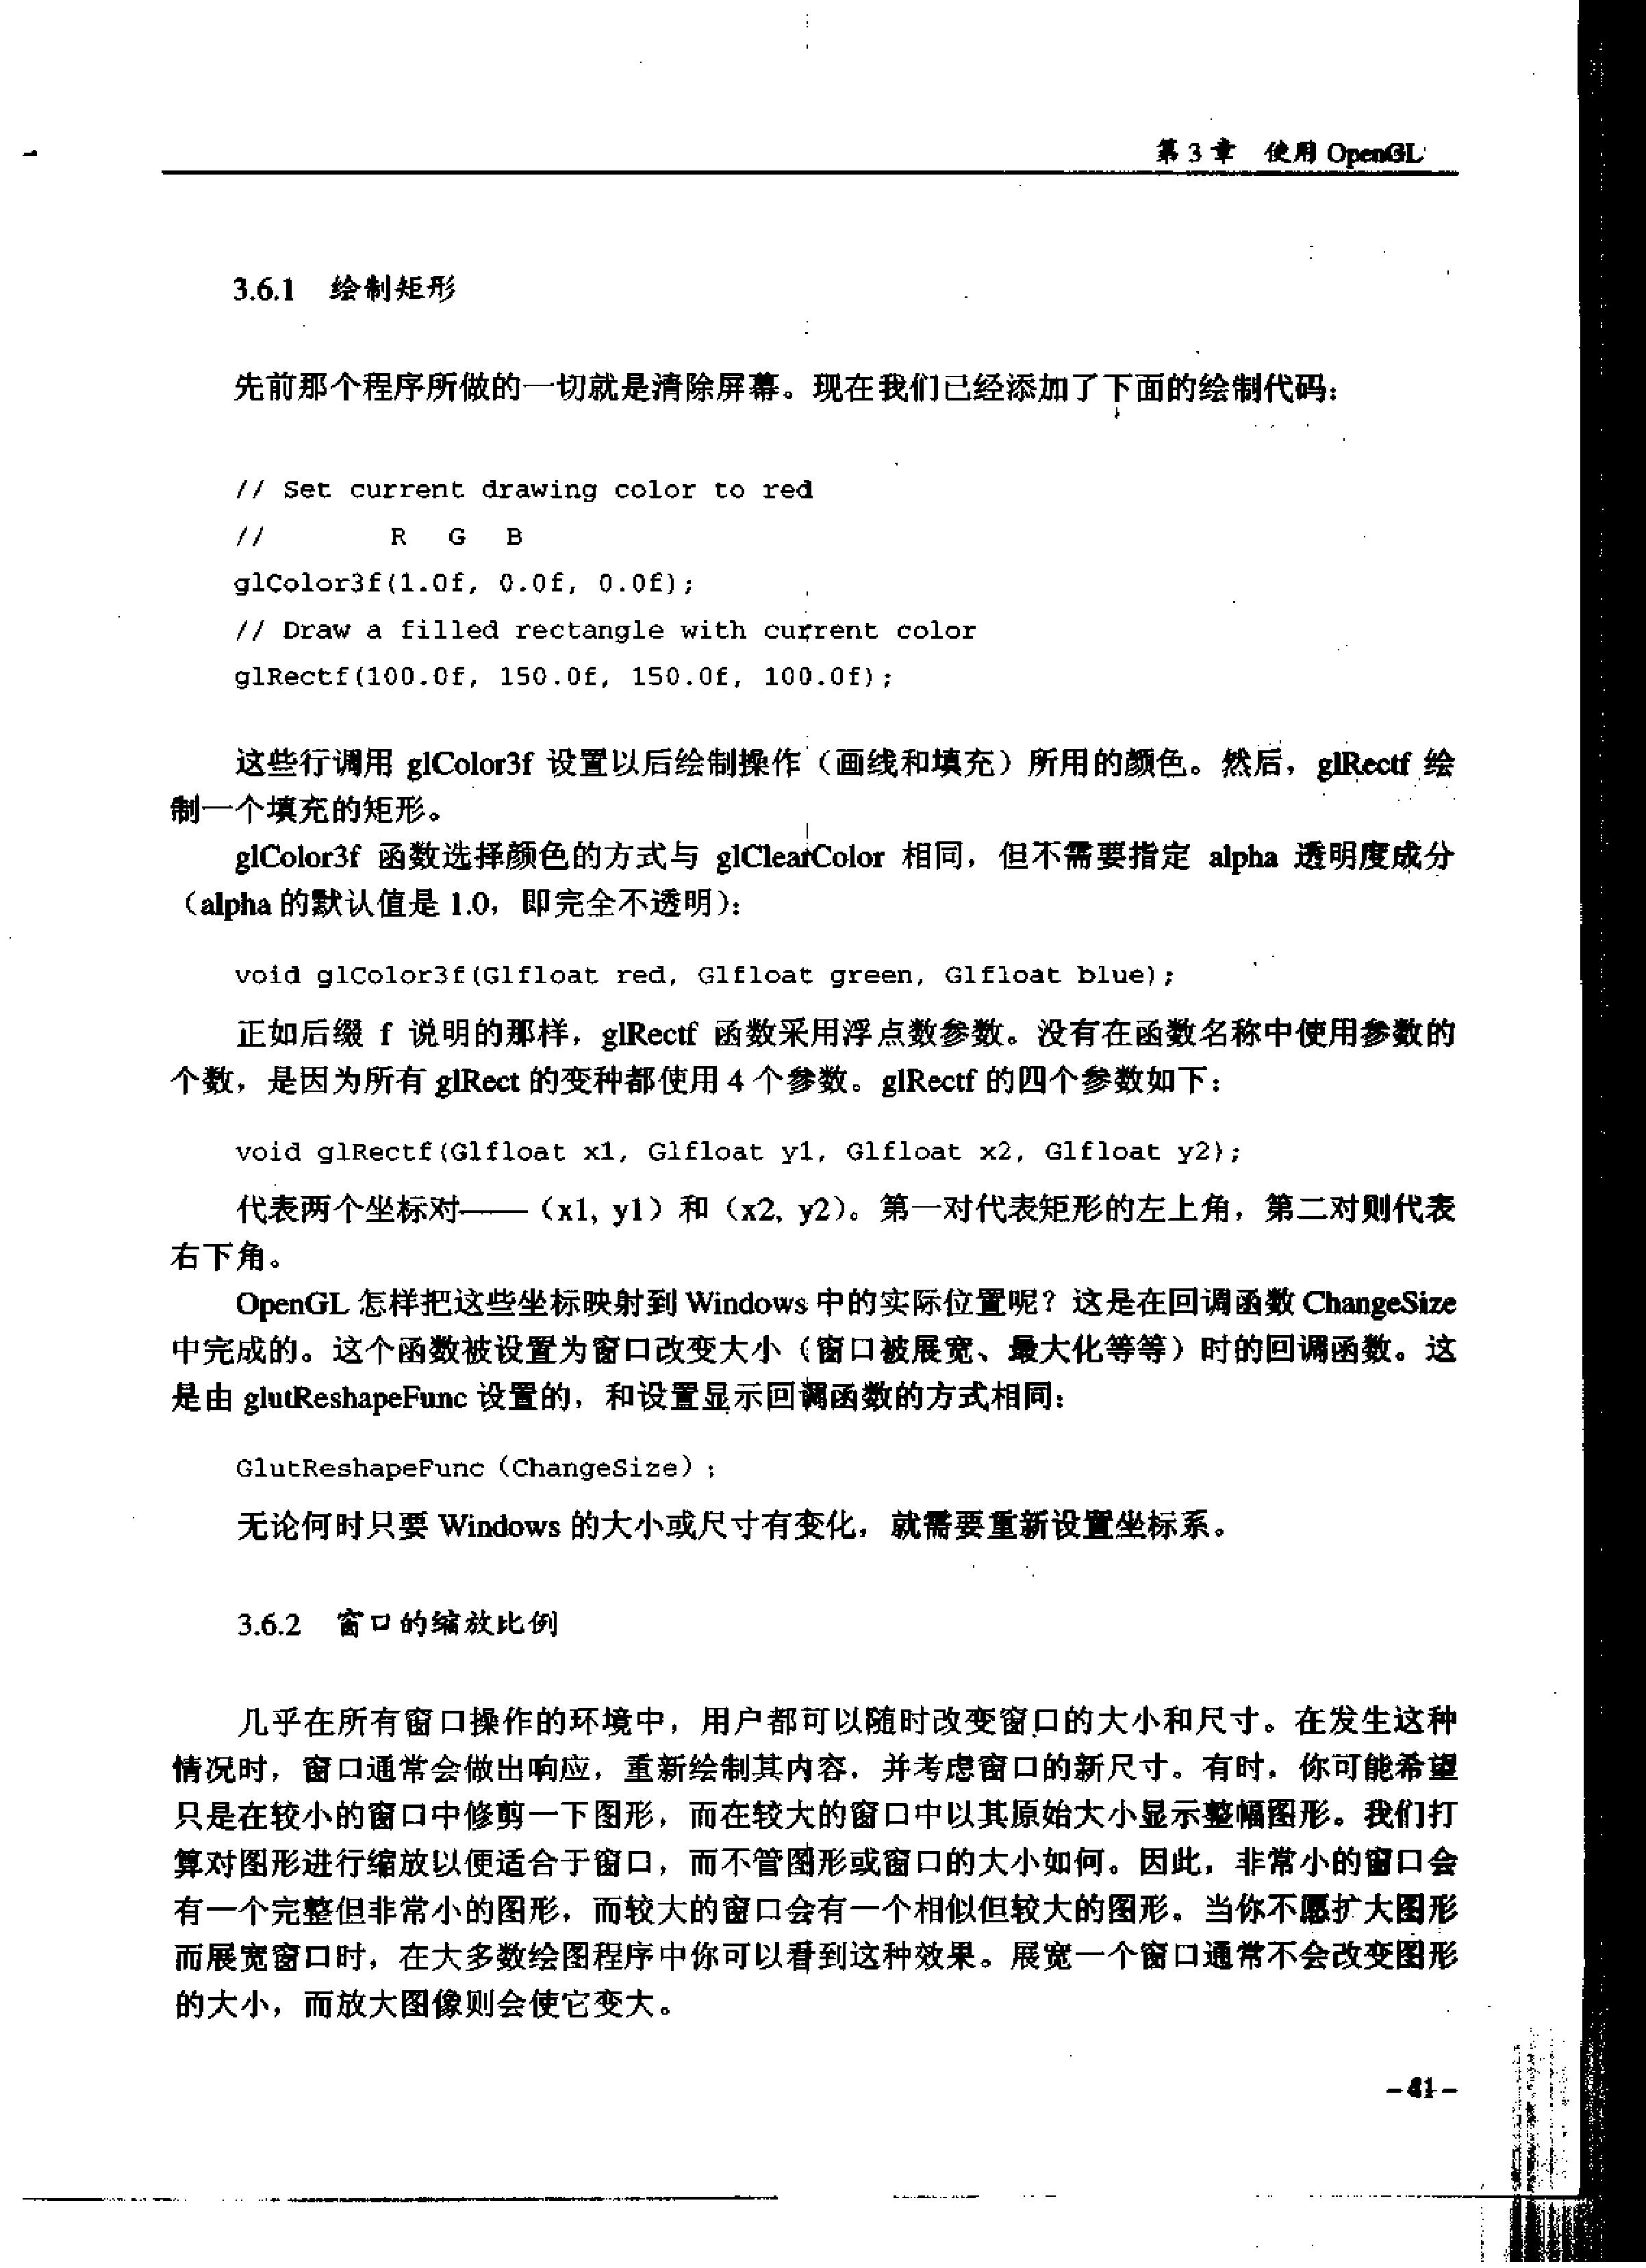 第 3 章 使用 OpenGL
3.6.1 绘制矩形
先前那个程序所做的一切就是清除屏幕。现在我们已经添加了下面的绘制代码：
// Set current drawing color to red
// R G B
glColor3f(1.0f, 0.0f, 0.0f);
// Draw a filled rectangle with current color
glRectf(100.0f, 150.0f, 150.0f, 100.0f);
这些行调用 glColor3f 设置以后绘制操作（画线和填充）所用的颜色。然后，glRectf 绘
制一个填充的矩形。
glColor3f 函数选择颜色的方式与 glClearColor 相同，但不需要指定 alpha 透明度成分
（alpha 的默认值是 1.0，即完全不透明）：
void glColor3f(Glfloat red, Glfloat green, Glfloat blue);
正如后缀 f 说明的那样，glRectf 函数采用浮点数参数。没有在函数名称中使用参数的
个数，是因为所有 glRect 的变种都使用 4 个参数。glRectf 的四个参数如下：
void glRectf(Glfloat x1, Glfloat y1, Glfloat x2, Glfloat y2);
代表两个坐标对——（x1, y1）和（x2, y2）。第一对代表矩形的左上角，第二对则代表
右下角。
OpenGL 怎样把这些坐标映射到 Windows 中的实际位置呢？这是在回调函数 ChangeSize
中完成的。这个函数被设置为窗口改变大小（窗口被展宽、最大化等等）时的回调函数。这
是由 glutReshapeFunc 设置的，和设置显示回调函数的方式相同：
GlutReshapeFunc（ChangeSize）；
无论何时只要 Windows 的大小或尺寸有变化，就需要重新设置坐标系。
3.6.2 窗口的缩放比例
几乎在所有窗口操作的环境中，用户都可以随时改变窗口的大小和尺寸。在发生这种
情况时，窗口通常会做出响应，重新绘制其内容，并考虑窗口的新尺寸。有时，你可能希望
只是在较小的窗口中修剪一下图形，而在较大的窗口中以其原始大小显示整幅图形。我们打
算对图形进行缩放以便适合于窗口，而不管图形或窗口的大小如何。因此，非常小的窗口会
有一个完整但非常小的图形，而较大的窗口会有一个相似但较大的图形。当你不愿扩大图形
而展宽窗口时，在大多数绘图程序中你可以看到这种效果。展宽一个窗口通常不会改变图形
的大小，而放大图像则会使它变大。
－41－